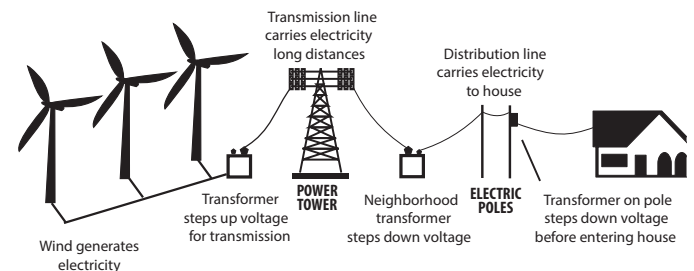 Transmission line
carries electricity
long distances
Distribution line
carries electricity
to house
Wind generates
electricity
Transformer
steps up voltage
for transmission
POWER
TOWER
Neighborhood
transformer
steps down voltage
ELECTRIC
POLES
Transformer on pole
steps down voltage
before entering house